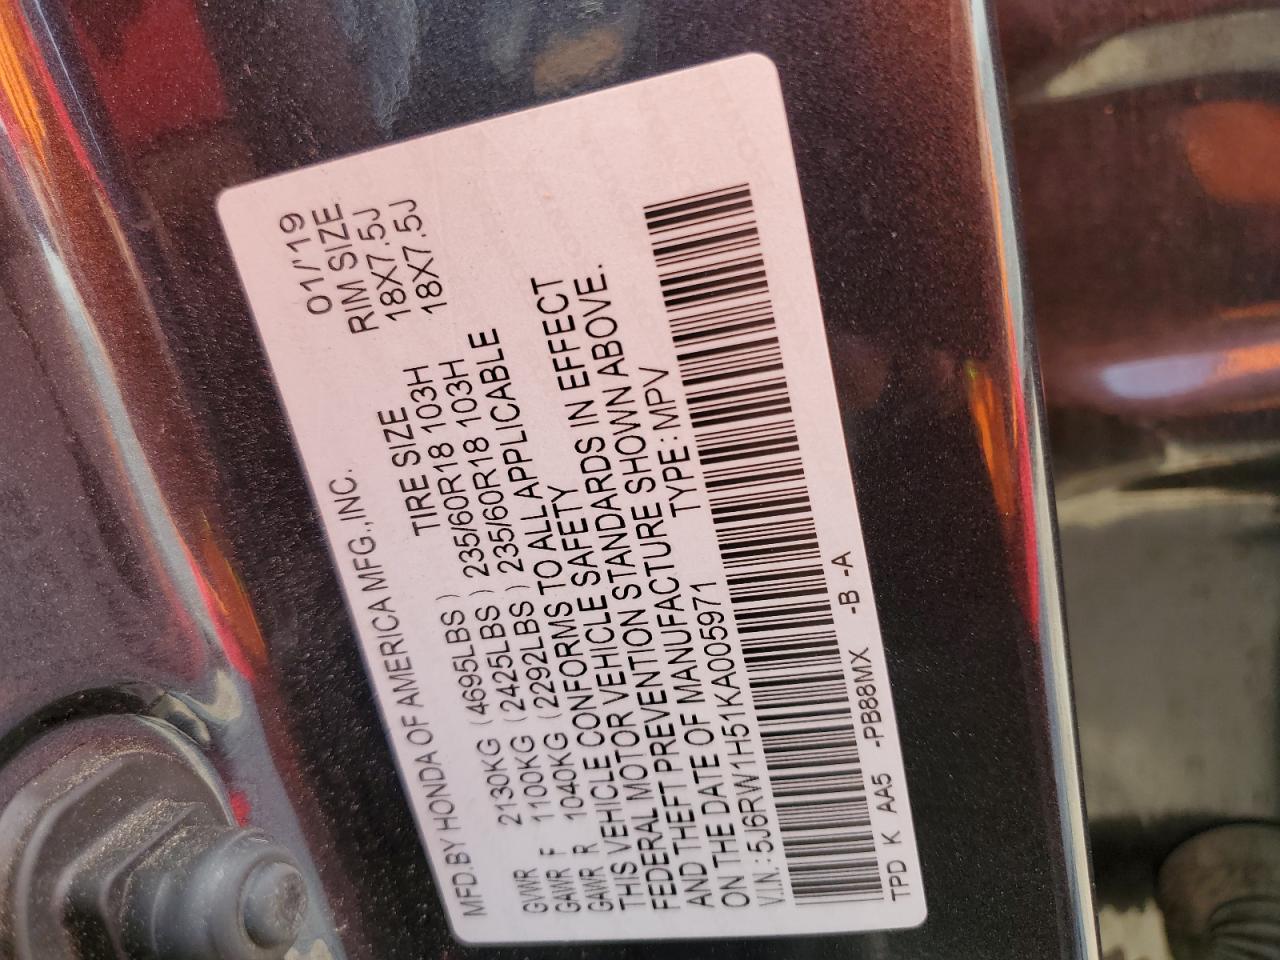 MFD. BY HONDA OF AMERICA MFG., INC. 01/'19
TIRE SIZE RIM SIZE
GVWR 2130KG (4695LBS) 
GAWR F 1100KG (2425LBS) 235/60R18 103H 18X7.5J
GAWR R 1040KG (2292LBS) 235/60R18 103H 18X7.5J
THIS VEHICLE CONFORMS TO ALL APPLICABLE
FEDERAL MOTOR VEHICLE SAFETY
AND THEFT PREVENTION STANDARDS IN EFFECT
ON THE DATE OF MANUFACTURE SHOWN ABOVE.
V.I.N.: 5J6RW1H51KA005971 TYPE: MPV
TPD K AA5 -PB88MX -B -A